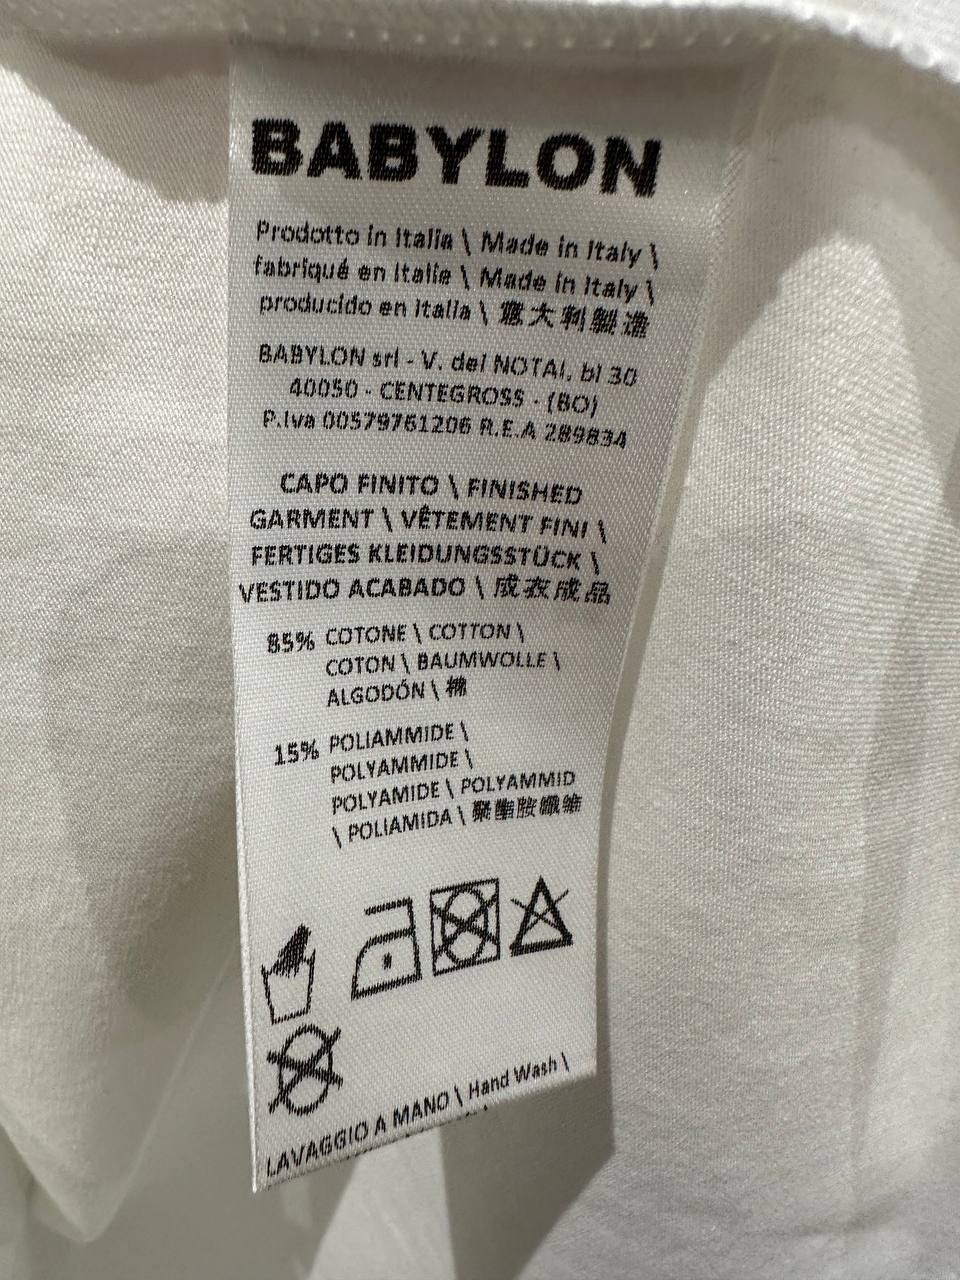 BABYLON
Prodotto in Italia \ Made in Italy \
fabriqué en Italie \ Made in Italy \
producido en Italia \ 意大利製造
BABYLON srl - V. dei NOTAI, bl 30
40050 - CENTEGROSS - (BO)
P.Iva 00579761206 R.E.A 289834
CAPO FINITO \ FINISHED
GARMENT \ VÊTEMENT FINI \
FERTIGES KLEIDUNGSSTÜCK \
VESTIDO ACABADO \ 成衣成品
85% COTONE \ COTTON \
COTON \ BAUMWOLLE \
ALGODÓN \ 棉
15% POLIAMMIDE \
POLYAMMIDE \
POLYAMIDE \ POLYAMMID
\ POLIAMIDA \ 聚酯胺纖維
LAVAGGIO A MANO \ Hand Wash \